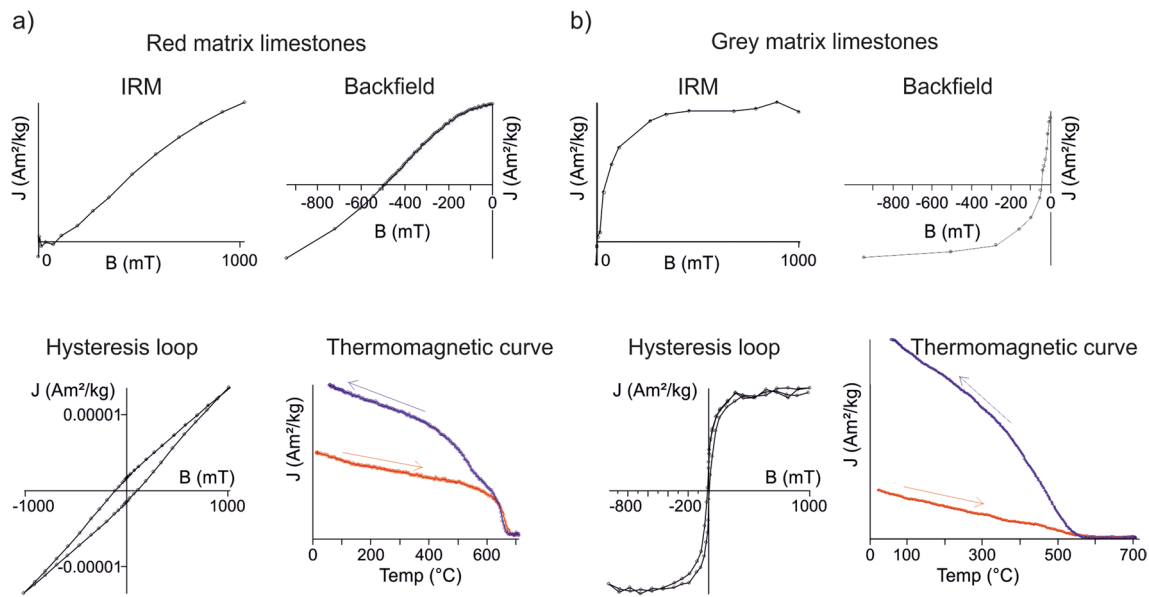 a)
Red matrix limestones
IRM
Backfield
J (Am²/kg)
0
1000
B (mT)
J (Am²/kg)
-800
-600
-400
-200
0
B (mT)
Hysteresis loop
J (Am²/kg)
0.00001
B (mT)
-1000
1000
-0.00001
Thermomagnetic curve
J (Am²/kg)
0
200
400
600
Temp (°C)
b)
Grey matrix limestones
IRM
Backfield
J (Am²/kg)
0
1000
B (mT)
J (Am²/kg)
-800
-600
-400
-200
0
B (mT)
Hysteresis loop
J (Am²/kg)
B (mT)
-800
-200
1000
Thermomagnetic curve
J (Am²/kg)
0
100
300
500
700
Temp (°C)